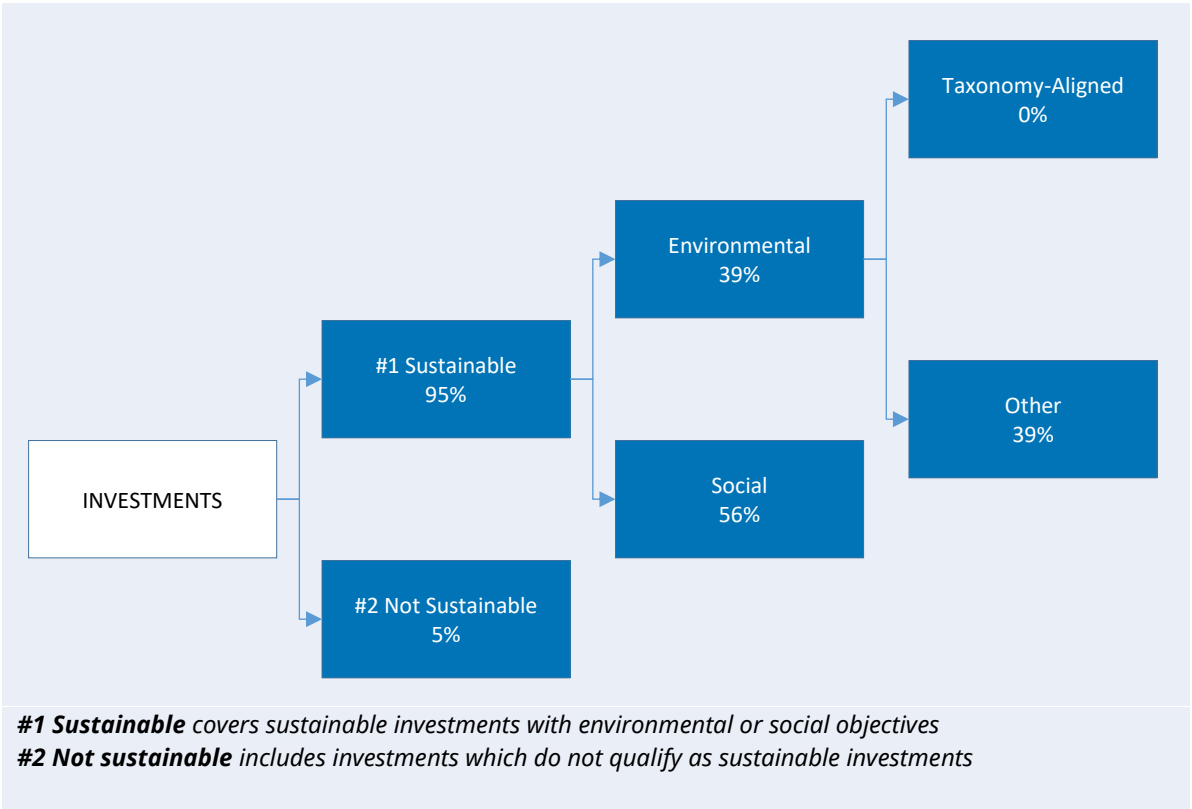 Taxonomy-Aligned
0%
Environmental
39%
#1 Sustainable
95%
Other
39%
INVESTMENTS
Social
56%
#2 Not Sustainable
5%
#1 Sustainable covers sustainable investments with environmental or social objectives
#2 Not sustainable includes investments which do not qualify as sustainable investments